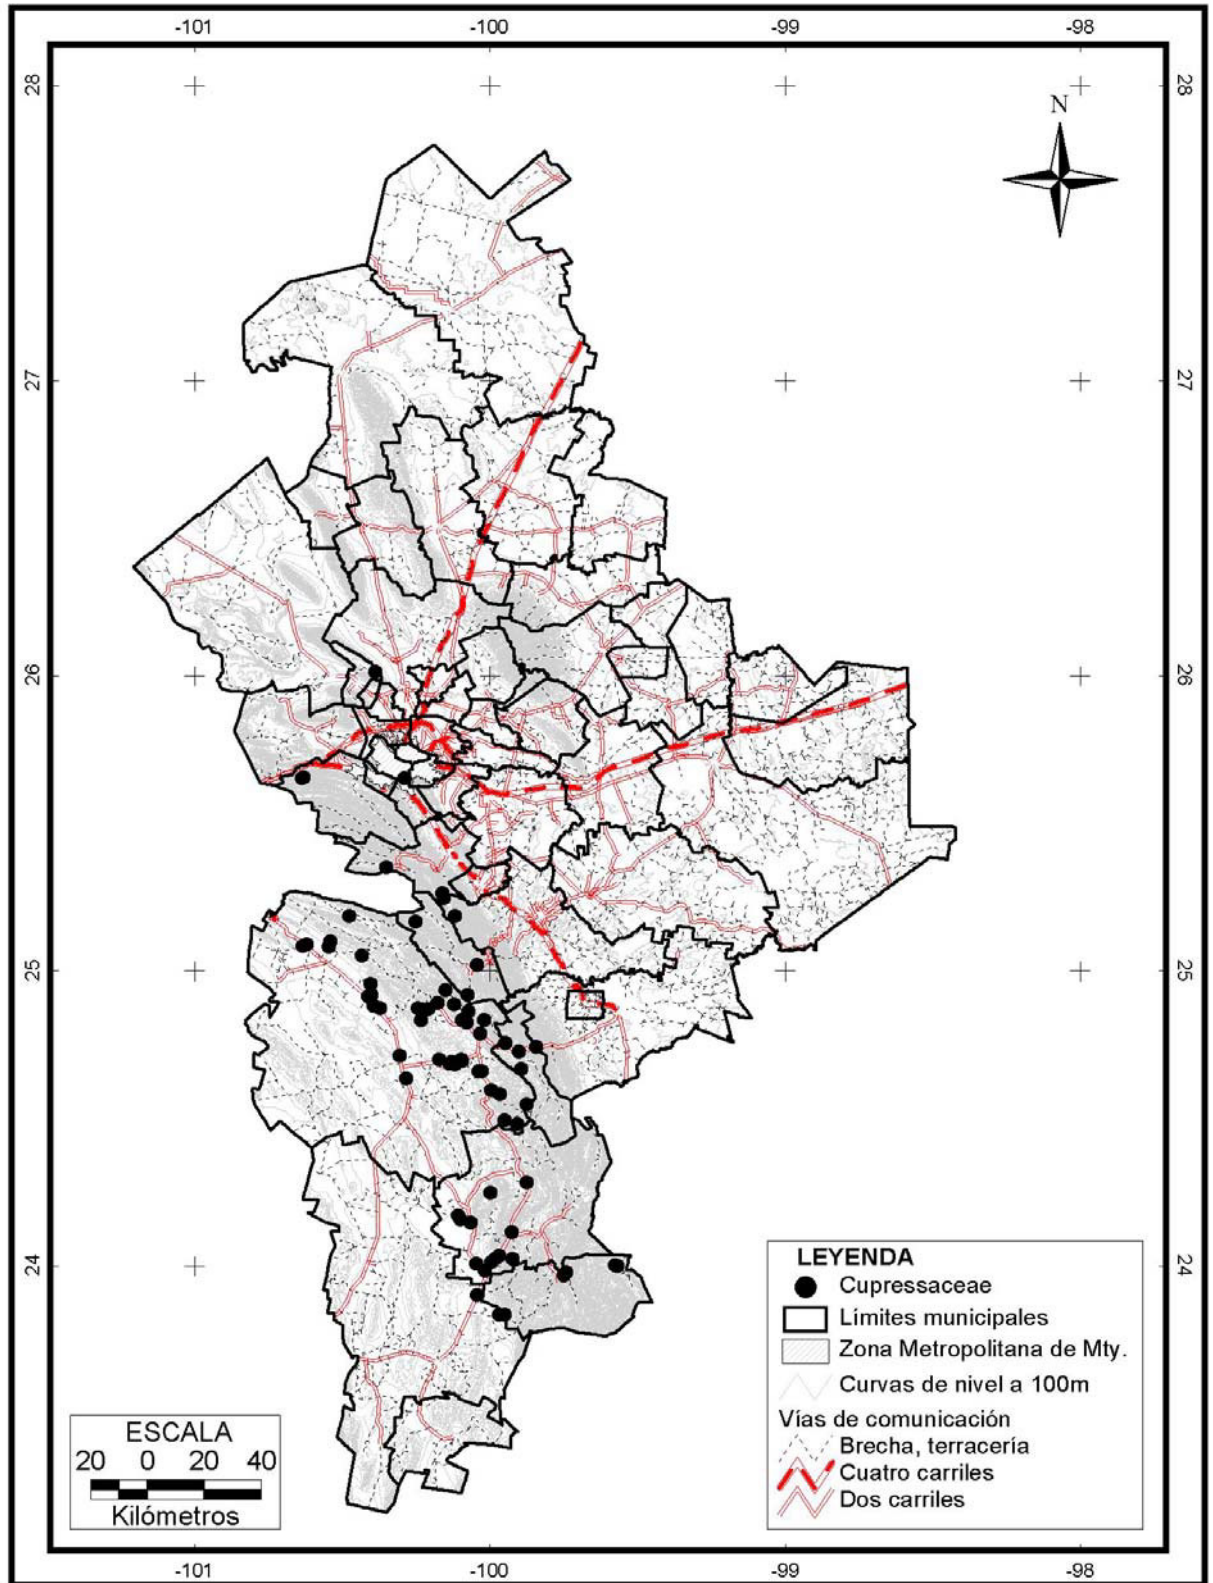 -101 -100 -99 -98
28 28
N
27 27
26 26
25 25
24 24
LEYENDA
Cupressaceae
Límites municipales
Zona Metropolitana de Mty.
Curvas de nivel a 100m
Vías de comunicación
Brecha, terracería
Cuatro carriles
Dos carriles
ESCALA
20 0 20 40
Kilómetros
-101 -100 -99 -98